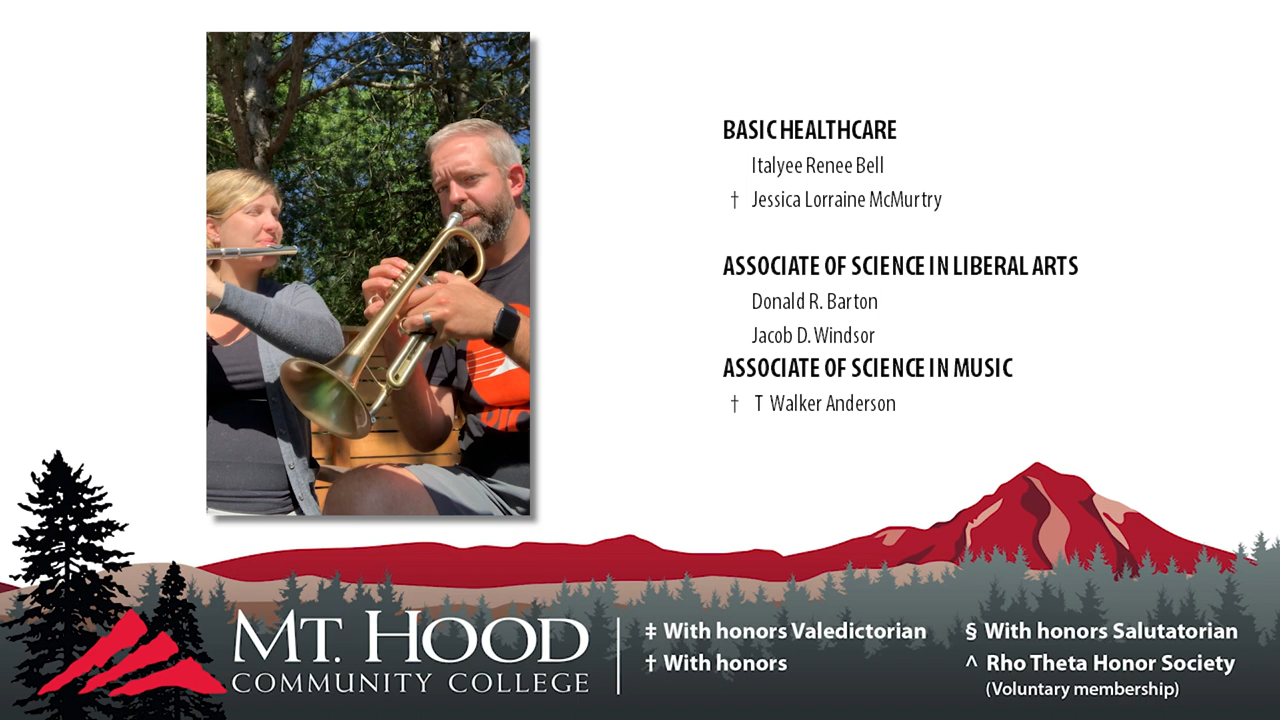 BASIC HEALTHCARE
Italyee Renee Bell
† Jessica Lorraine McMurtry
ASSOCIATE OF SCIENCE IN LIBERAL ARTS
Donald R. Barton
Jacob D. Windsor
ASSOCIATE OF SCIENCE IN MUSIC
† T Walker Anderson
MT. HOOD
COMMUNITY COLLEGE
‡ With honors Valedictorian
† With honors
§ With honors Salutatorian
^ Rho Theta Honor Society
(Voluntary membership)